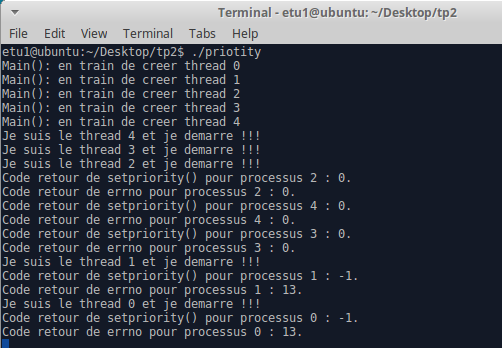 Terminal - etu1@ubuntu: ~/Desktop/tp2
File Edit View Terminal Tabs Help
etu1@ubuntu:~/Desktop/tp2$ ./priotity
Main(): en train de creer thread 0
Main(): en train de creer thread 1
Main(): en train de creer thread 2
Main(): en train de creer thread 3
Main(): en train de creer thread 4
Je suis le thread 4 et je demarre !!!
Je suis le thread 3 et je demarre !!!
Je suis le thread 2 et je demarre !!!
Code retour de setpriority() pour processus 2 : 0.
Code retour de errno pour processus 2 : 0.
Code retour de setpriority() pour processus 4 : 0.
Code retour de errno pour processus 4 : 0.
Code retour de setpriority() pour processus 3 : 0.
Code retour de errno pour processus 3 : 0.
Je suis le thread 1 et je demarre !!!
Code retour de setpriority() pour processus 1 : -1.
Code retour de errno pour processus 1 : 13.
Je suis le thread 0 et je demarre !!!
Code retour de setpriority() pour processus 0 : -1.
Code retour de errno pour processus 0 : 13.